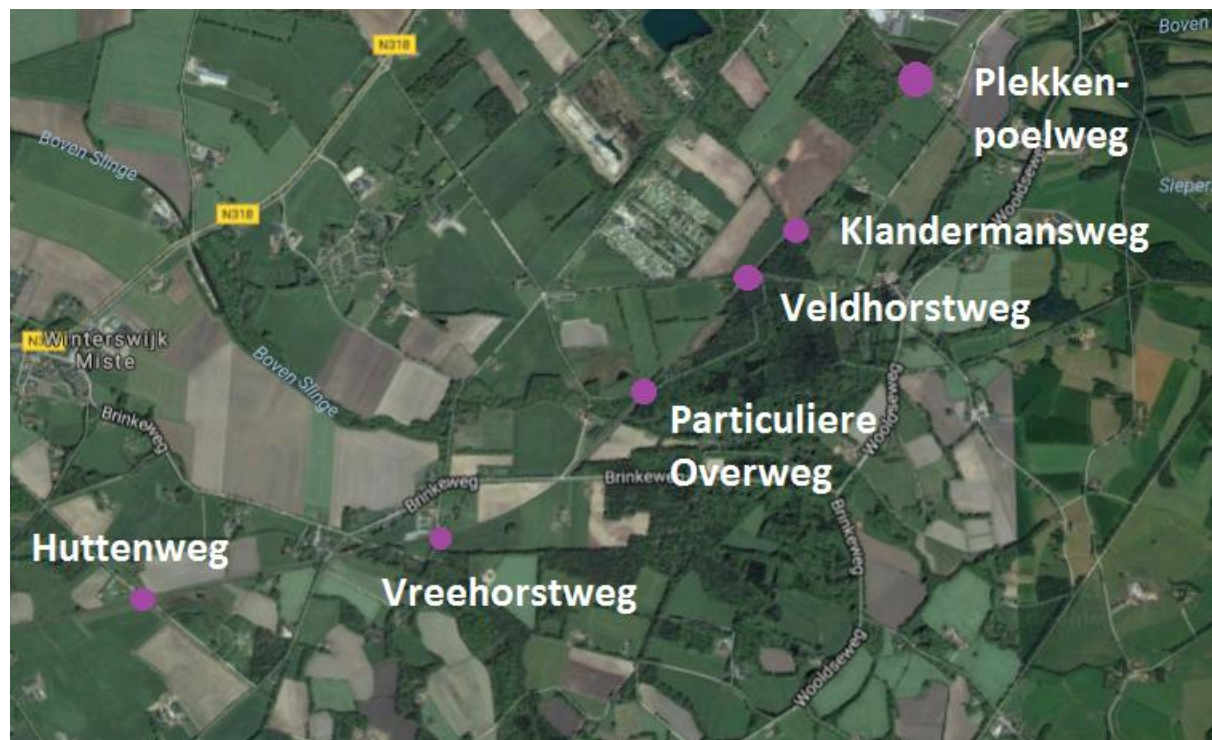 N318
Boven
Plekken-
poelweg
Boven Slinge
Sieper
N318
Wooldseweg
Klandermansweg
Veldhorstweg
Winterswijk
Miste
Boven Slinge
Brinkeweg
Wooldseweg
Particuliere
Overweg
Brinkeweg
Brinkeweg
Brinkeweg
Huttenweg
Vreehorstweg
Wooldseweg